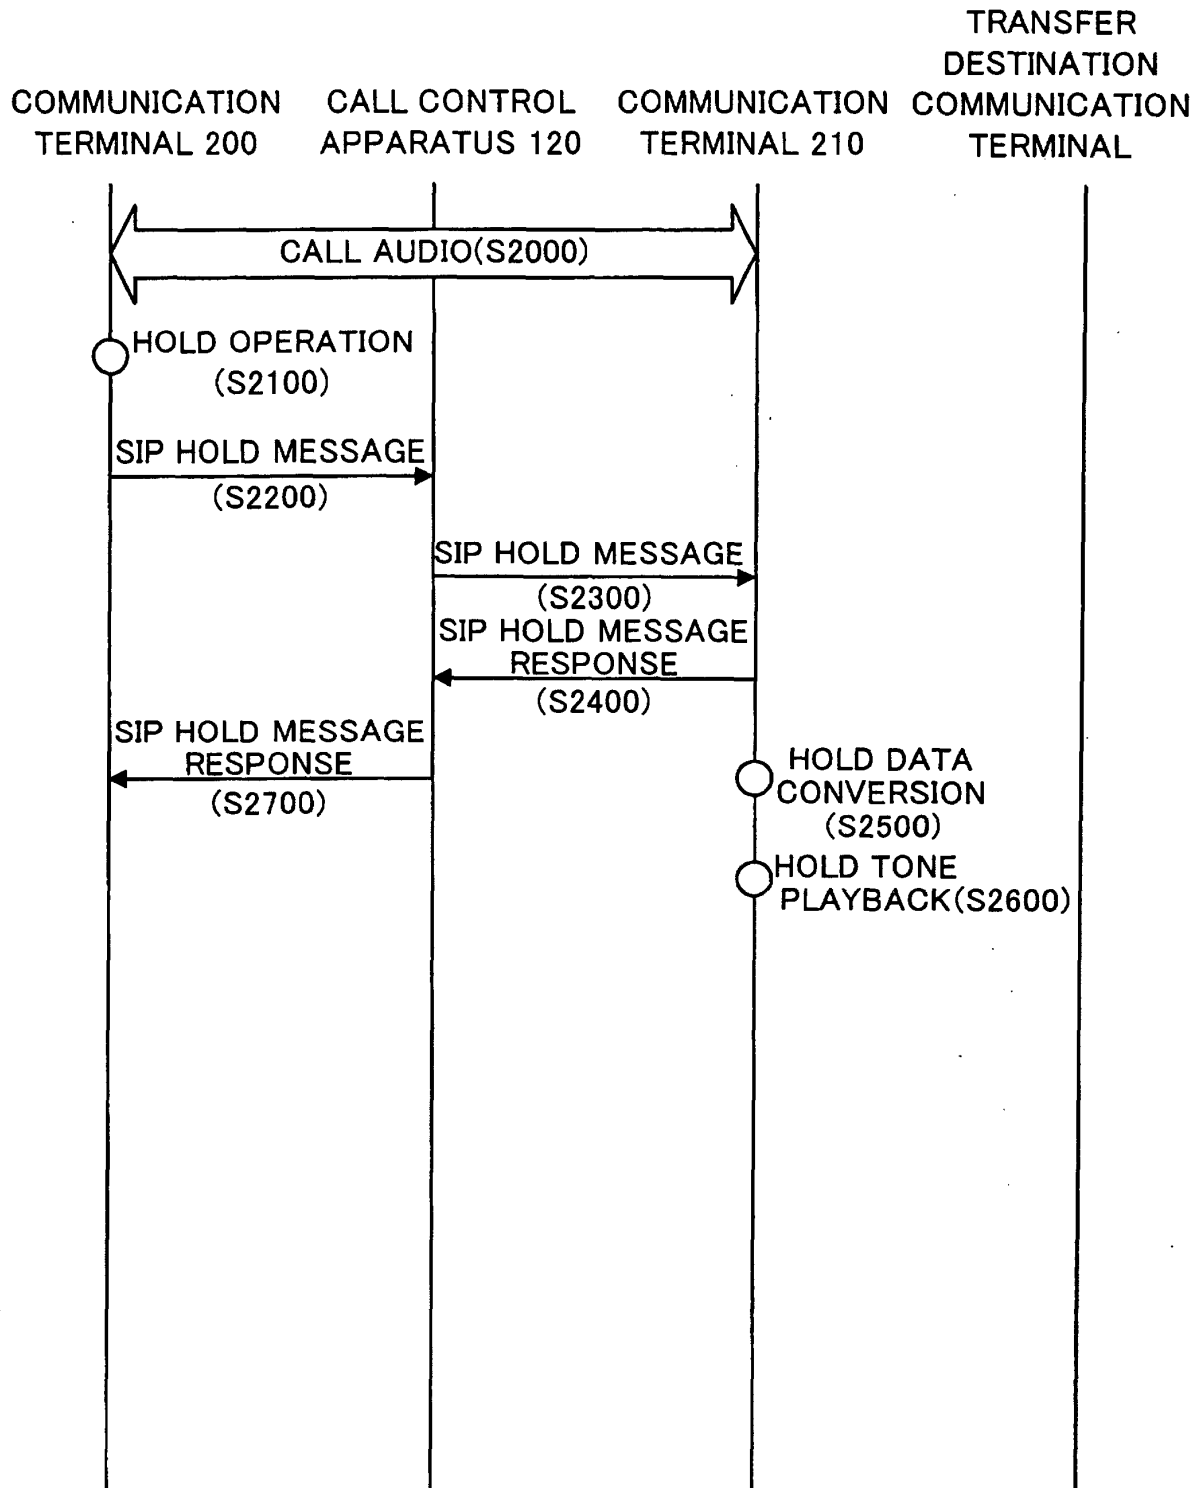 COMMUNICATION
TERMINAL 200
CALL CONTROL
APPARATUS 120
COMMUNICATION
TERMINAL 210
TRANSFER
DESTINATION
COMMUNICATION
TERMINAL
CALL AUDIO(S2000)
HOLD OPERATION
(S2100)
SIP HOLD MESSAGE
(S2200)
SIP HOLD MESSAGE
(S2300)
SIP HOLD MESSAGE
RESPONSE
(S2400)
SIP HOLD MESSAGE
RESPONSE
(S2700)
HOLD DATA
CONVERSION
(S2500)
HOLD TONE
PLAYBACK(S2600)